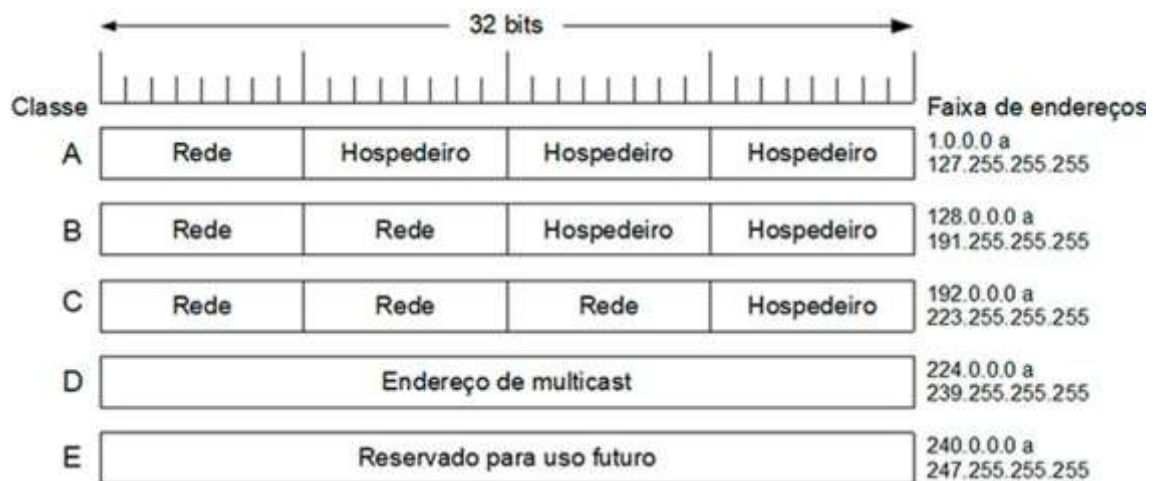 32 bits
Classe
Faixa de endereços
A Rede Hospedeiro Hospedeiro Hospedeiro 1.0.0.0 a
127.255.255.255
B Rede Rede Hospedeiro Hospedeiro 128.0.0.0 a
191.255.255.255
C Rede Rede Rede Hospedeiro 192.0.0.0 a
223.255.255.255
D Endereço de multicast 224.0.0.0 a
239.255.255.255
E Reservado para uso futuro 240.0.0.0 a
247.255.255.255